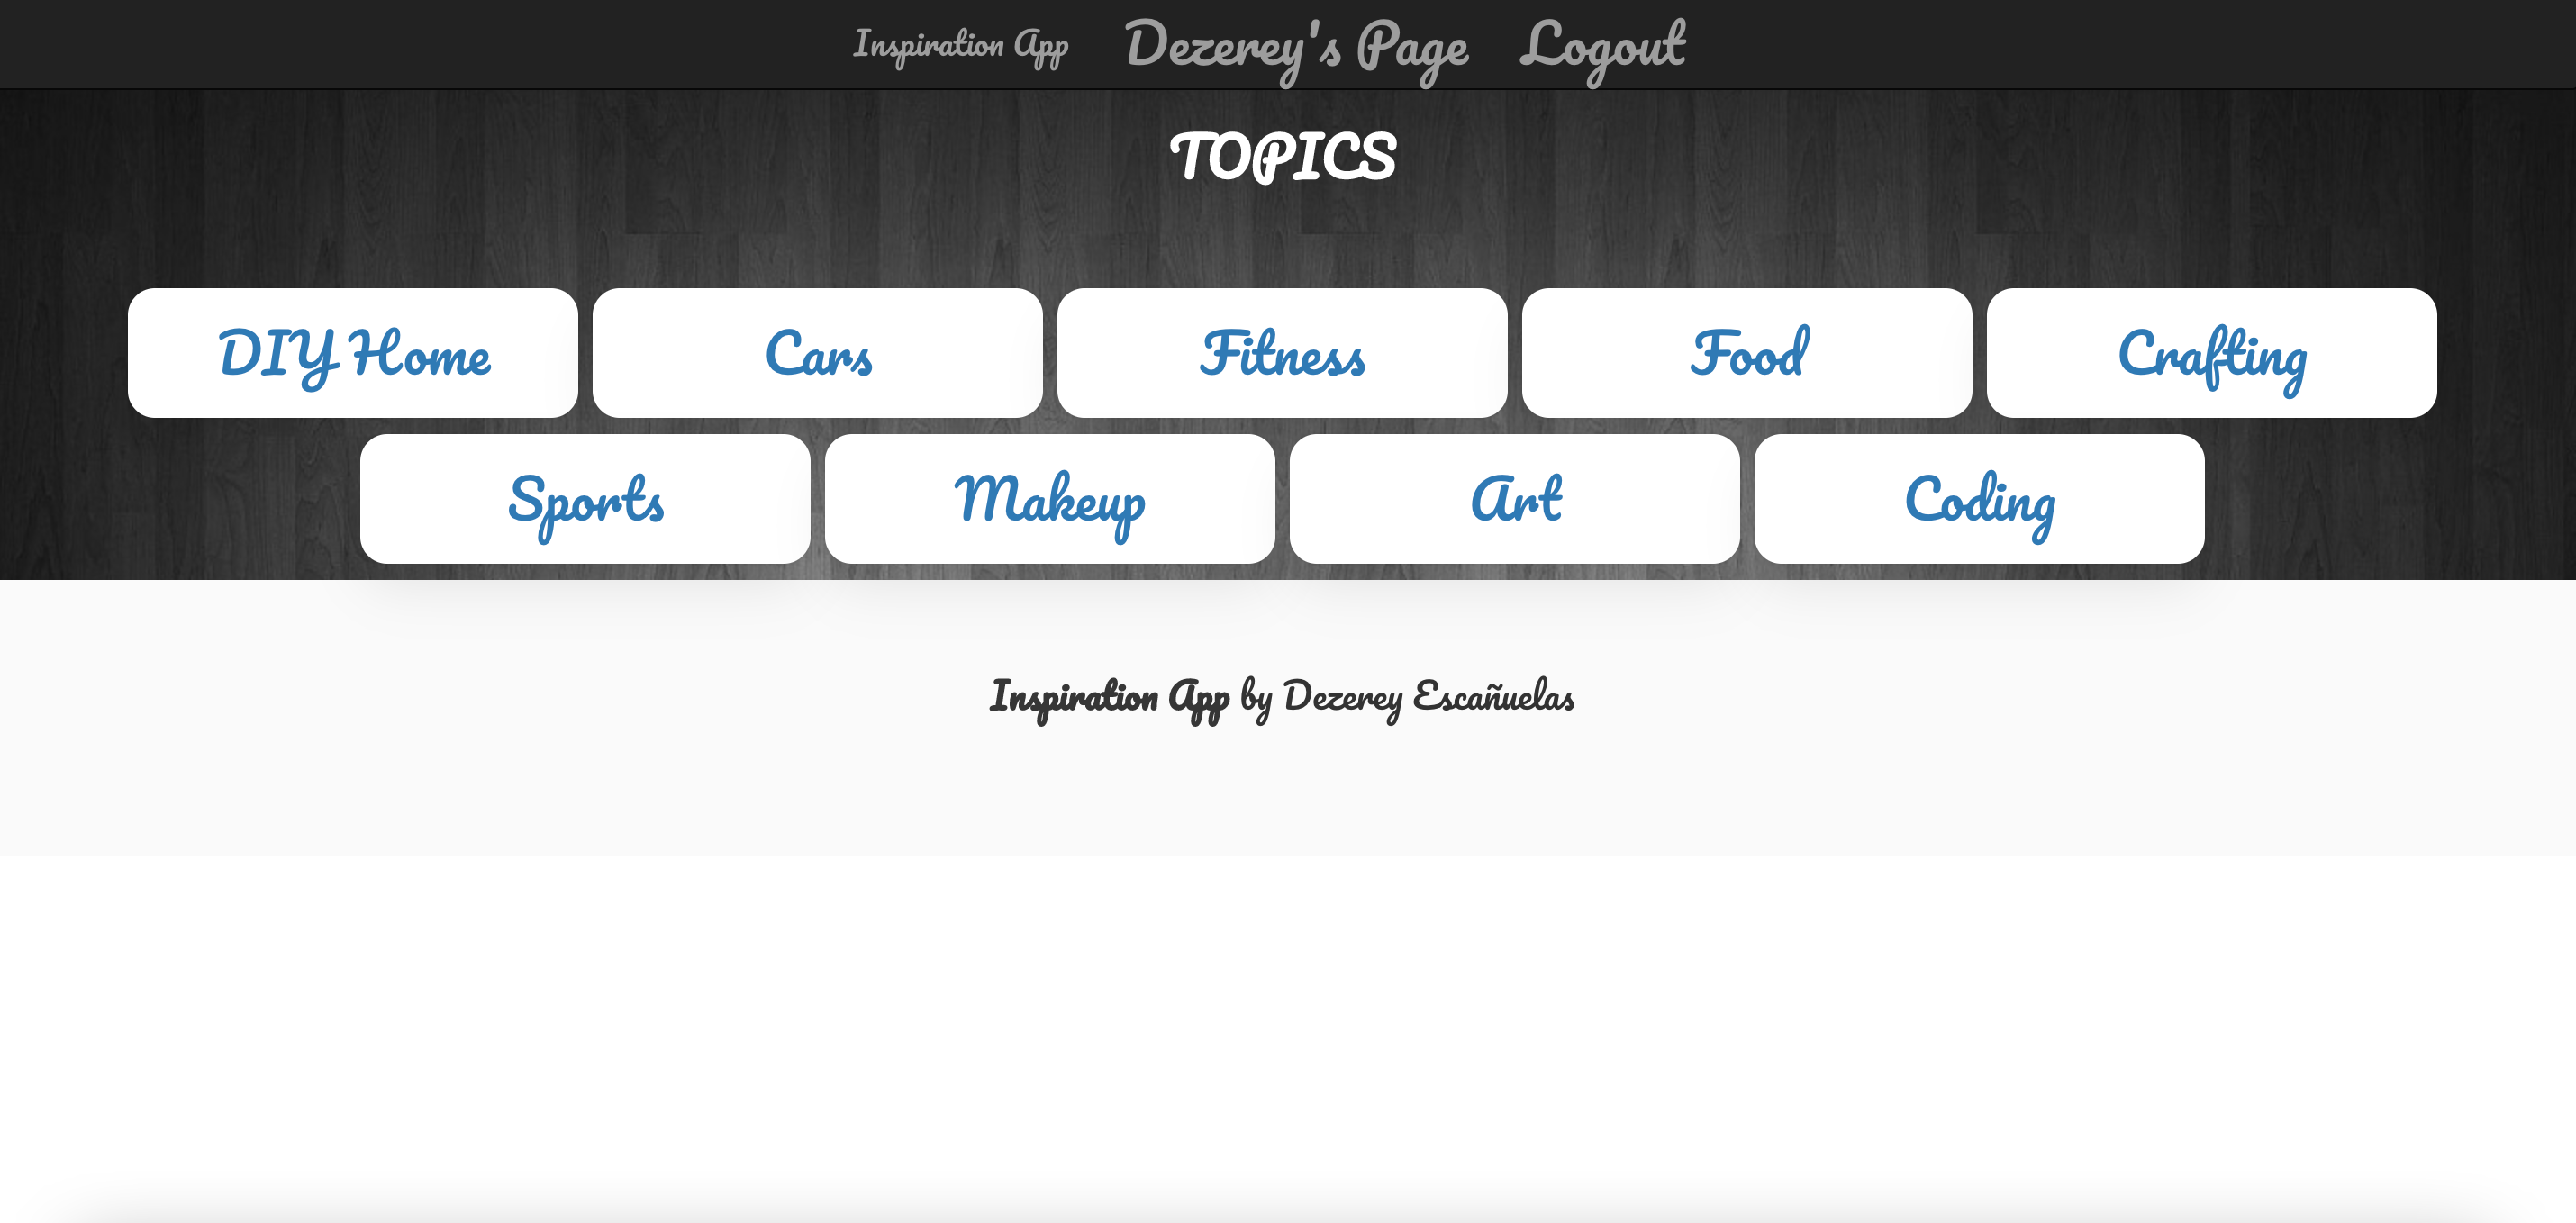 Inspiration App Dezerey's Page Logout
TOPICS
DIY Home Cars Fitness Food Crafting
Sports Makeup Art Coding
Inspiration App by Dezerey Escañuelas